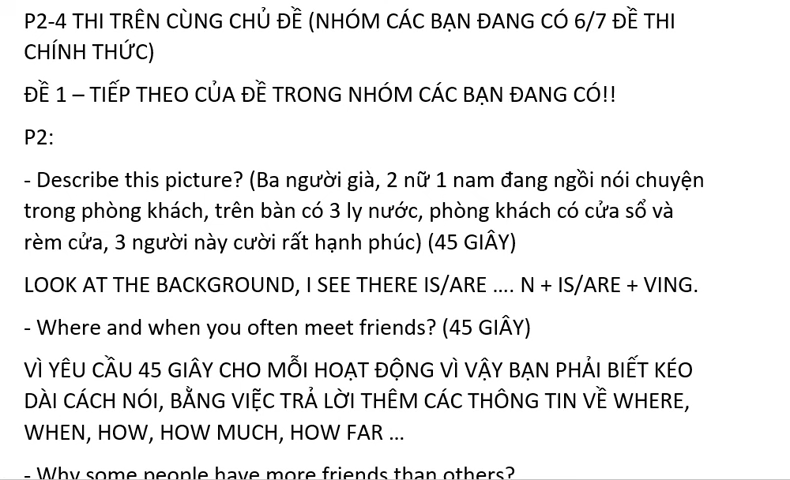 P2-4 THI TRÊN CÙNG CHỦ ĐỀ (NHÓM CÁC BẠN ĐANG CÓ 6/7 ĐỀ THI
CHÍNH THỨC)
ĐỀ 1 – TIẾP THEO CỦA ĐỀ TRONG NHÓM CÁC BẠN ĐANG CÓ!!
P2:
- Describe this picture? (Ba người già, 2 nữ 1 nam đang ngồi nói chuyện
trong phòng khách, trên bàn có 3 ly nước, phòng khách có cửa sổ và
rèm cửa, 3 người này cười rất hạnh phúc) (45 GIÂY)
LOOK AT THE BACKGROUND, I SEE THERE IS/ARE .... N + IS/ARE + VING.
- Where and when you often meet friends? (45 GIÂY)
VÌ YÊU CẦU 45 GIÂY CHO MỖI HOẠT ĐỘNG VÌ VẬY BẠN PHẢI BIẾT KÉO
DÀI CÁCH NÓI, BẰNG VIỆC TRẢ LỜI THÊM CÁC THÔNG TIN VỀ WHERE,
WHEN, HOW, HOW MUCH, HOW FAR ...
- Why some people have more friends than others?